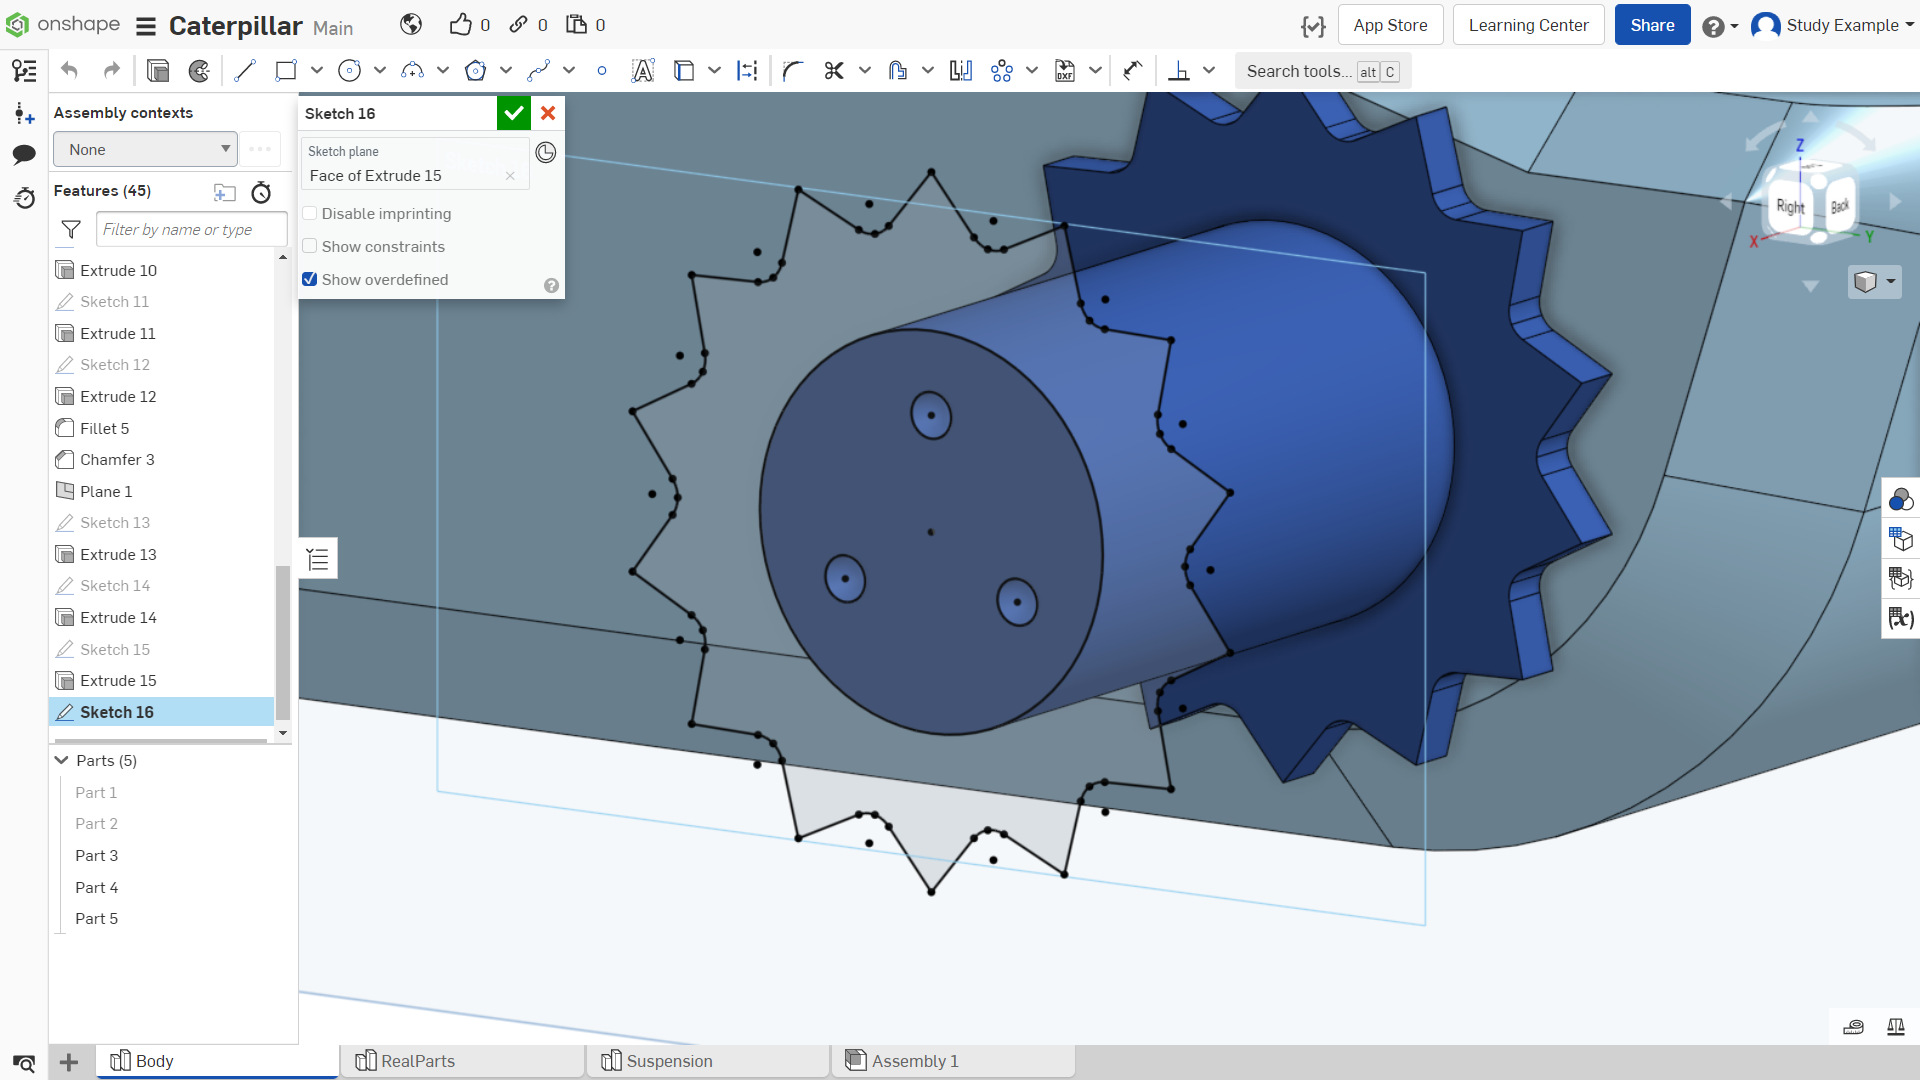 onshape
Caterpillar Main
0
0
0
App Store
Learning Center
Share
Study Example
Search tools... alt C
DXF
Assembly contexts
None
Features (45)
Filter by name or type
Extrude 10
Sketch 11
Extrude 11
Sketch 12
Extrude 12
Fillet 5
Chamfer 3
Plane 1
Sketch 13
Extrude 13
Sketch 14
Extrude 14
Sketch 15
Extrude 15
Sketch 16
Parts (5)
Part 1
Part 2
Part 3
Part 4
Part 5
Sketch 16
Sketch plane
Face of Extrude 15
Disable imprinting
Show constraints
Show overdefined
Z
Right
Back
X
Y
Body
RealParts
Suspension
Assembly 1